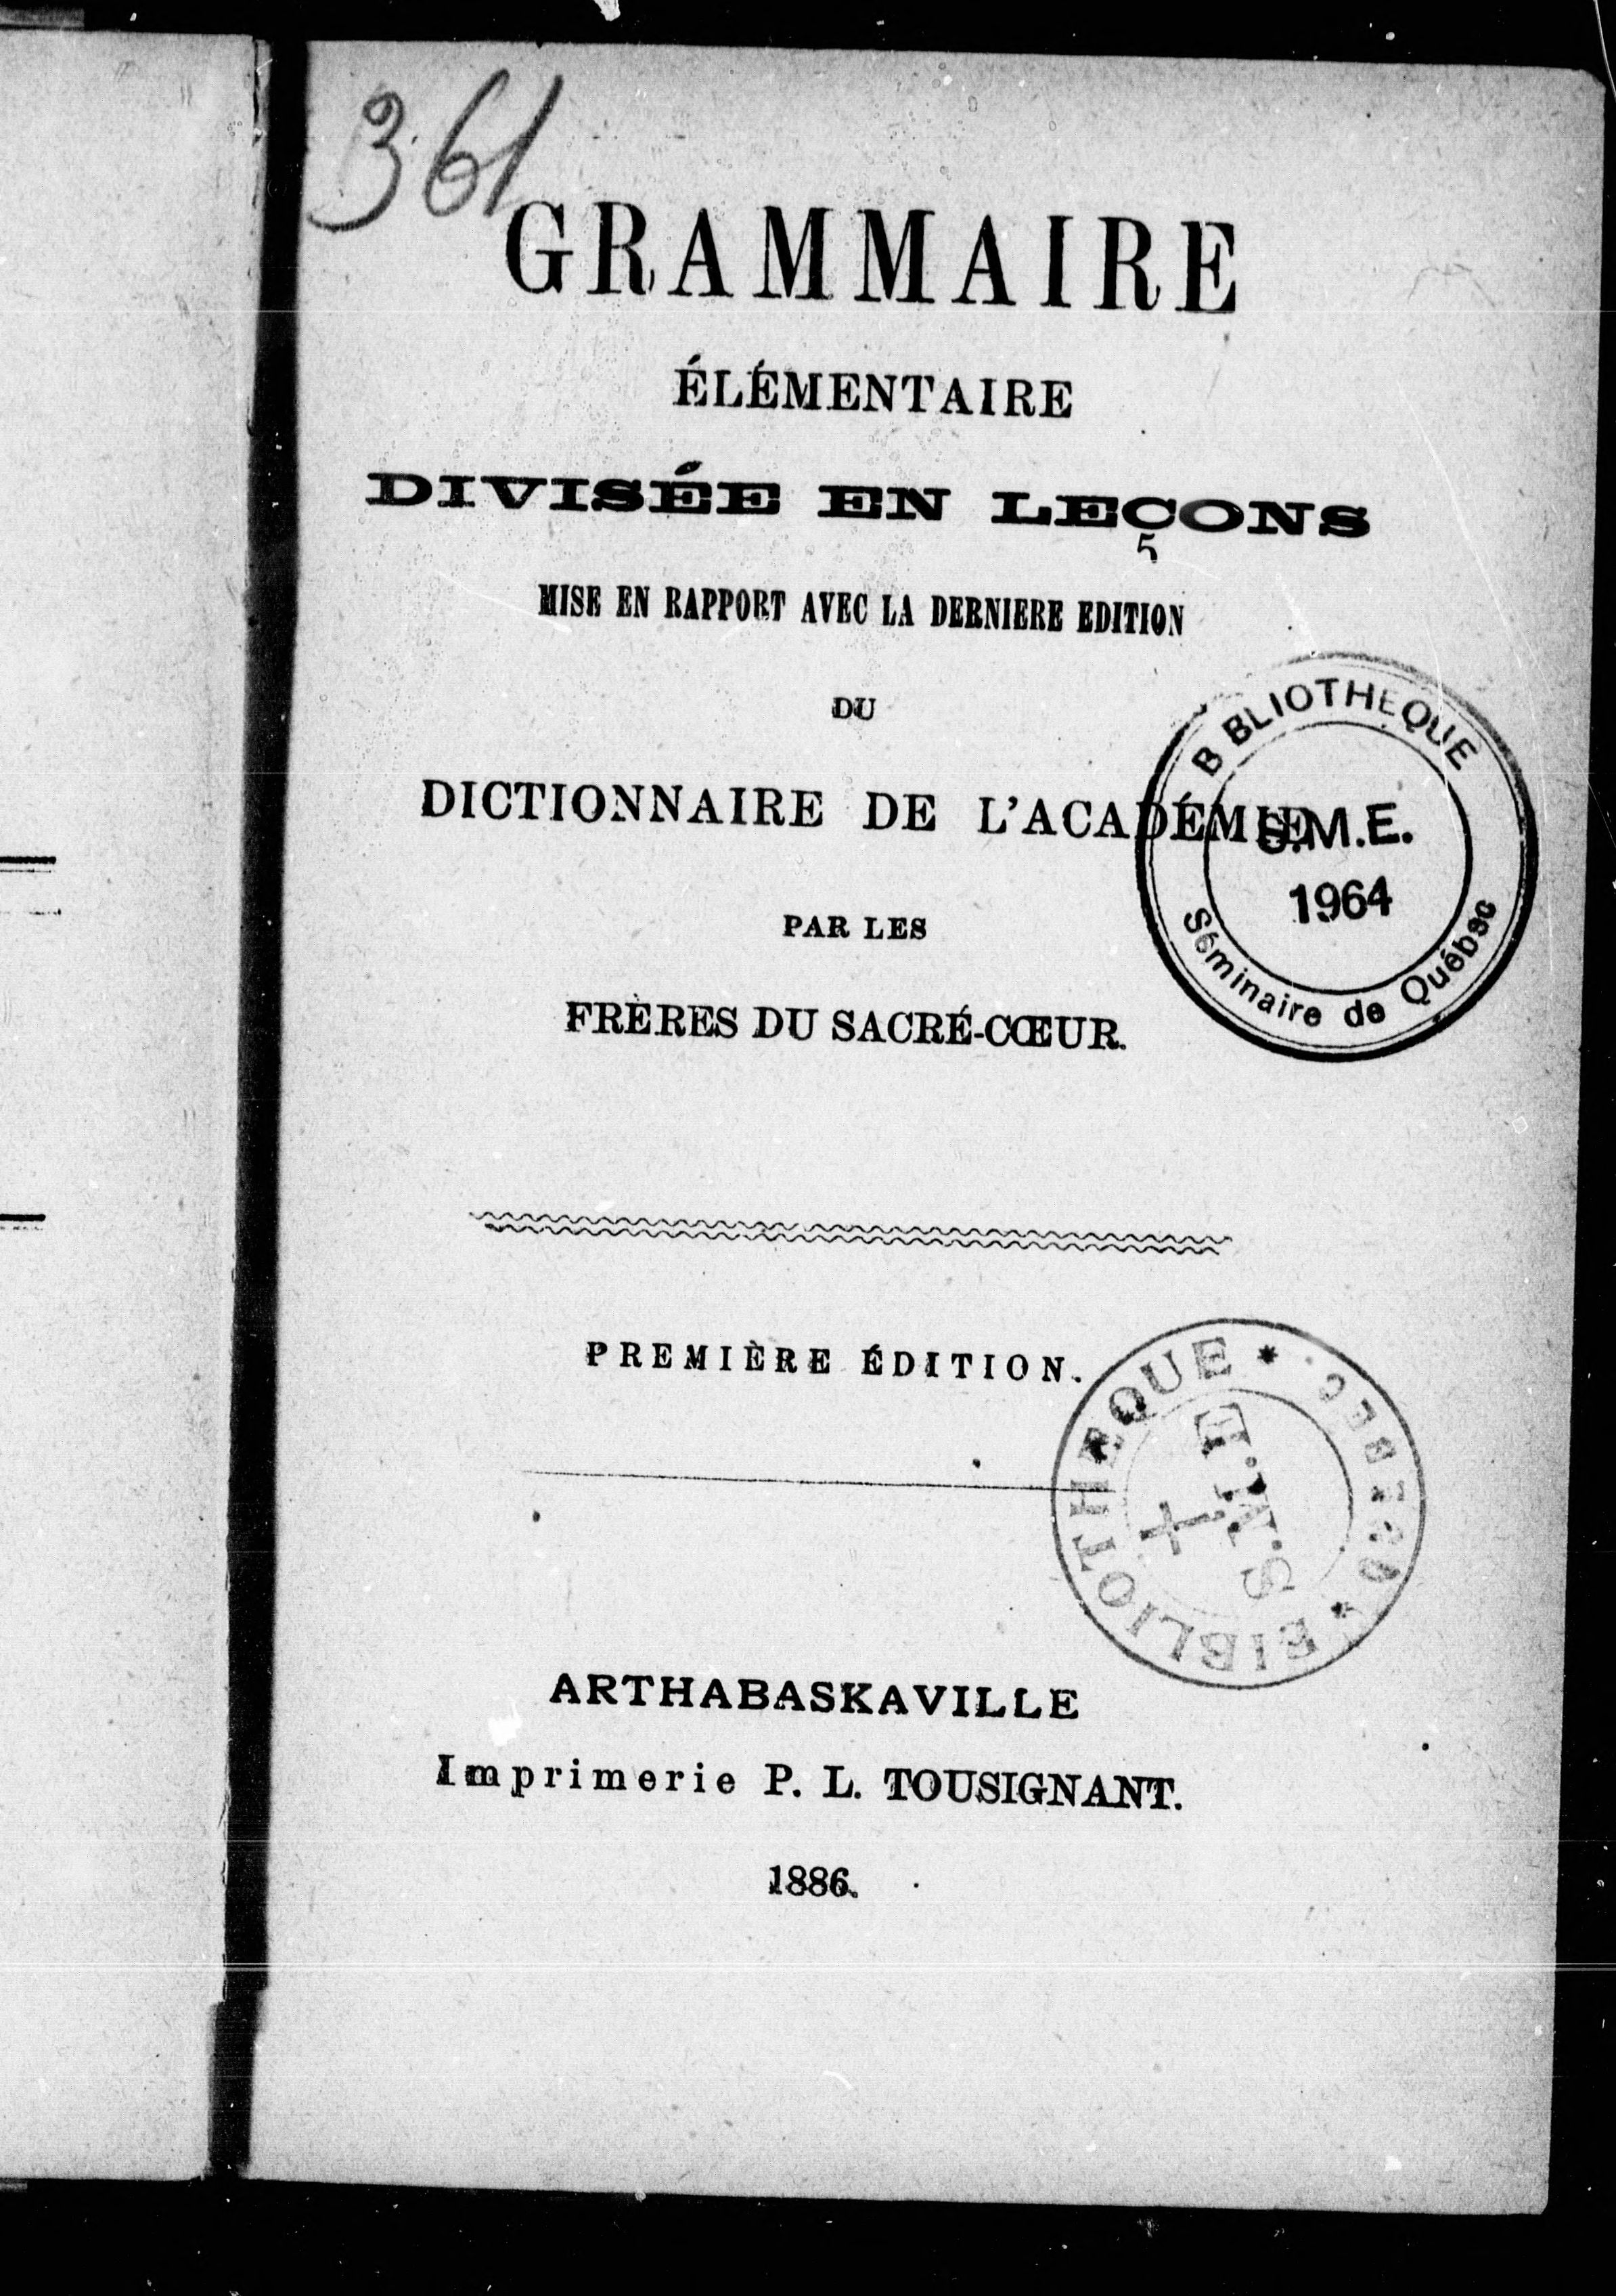 361
GRAMMAIRE
ÉLÉMENTAIRE
DIVISÉE EN LEÇONS
MISE EN RAPPORT AVEC LA DERNIERE EDITION
DU
DICTIONNAIRE DE L'ACADÉMIE
PAR LES
FRÈRES DU SACRÉ-CŒUR.
B BLIOTHEQUE
S.M.E.
1964
Séminaire de Québec
PREMIÈRE ÉDITION.
BIBLIOTHEQUE * QUEBEC *
S.M.E.
ARTHABASKAVILLE
Imprimerie P. L. TOUSIGNANT.
1886.